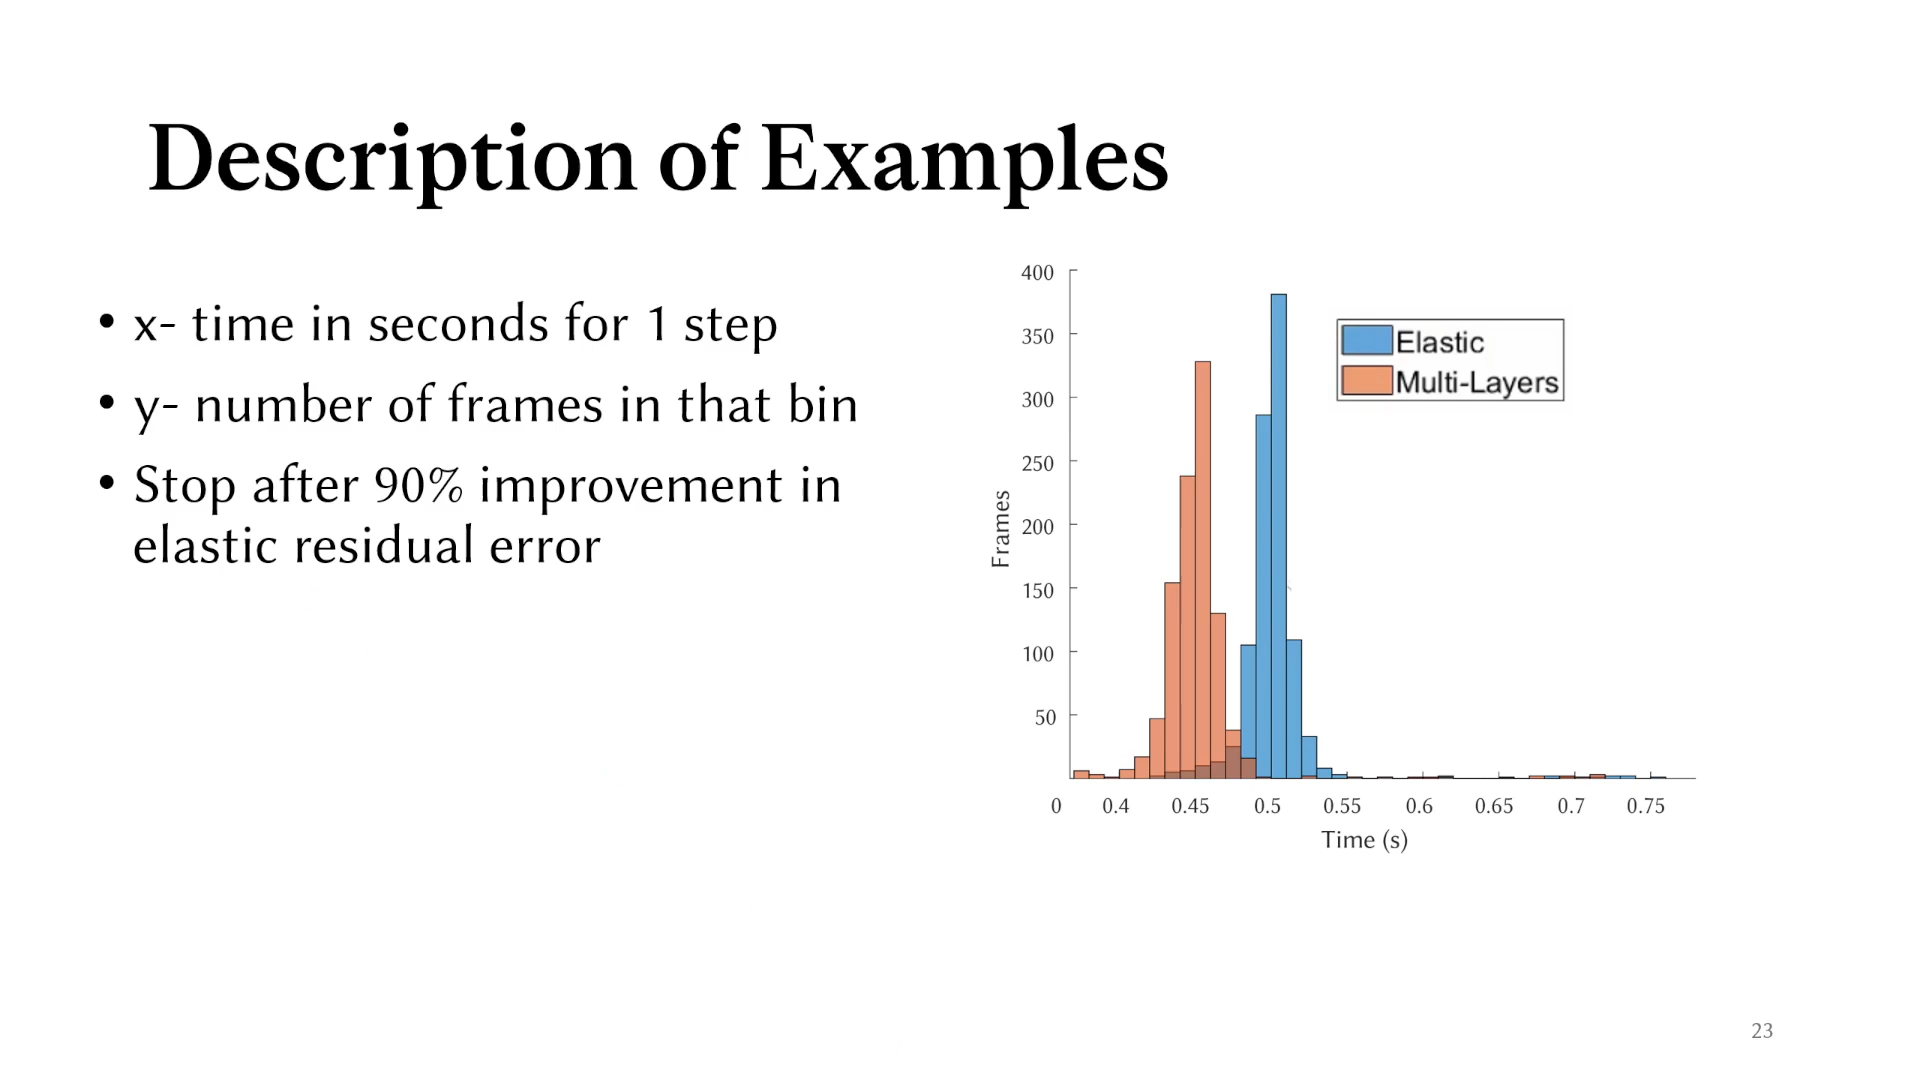 Description of Examples
• x- time in seconds for 1 step
• y- number of frames in that bin
• Stop after 90% improvement in
elastic residual error
400
350
300
250
200
150
100
50
Frames
Elastic
Multi-Layers
0 0.4 0.45 0.5 0.55 0.6 0.65 0.7 0.75
Time (s)
23